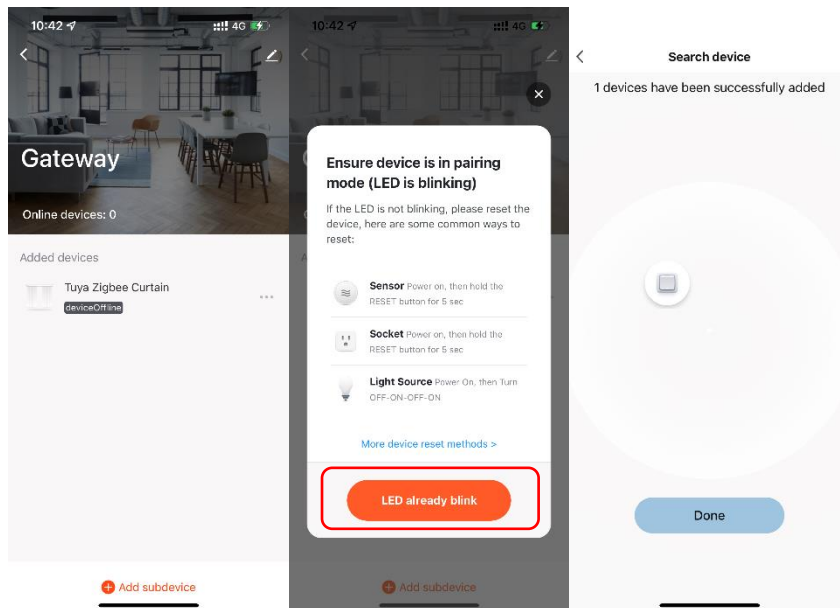 10:42
4G
Gateway
Online devices: 0
Added devices
Tuya Zigbee Curtain
deviceOffline
Add subdevice
10:42
4G
Ensure device is in pairing
mode (LED is blinking)
If the LED is not blinking, please reset the
device, here are some common ways to
reset:
Sensor Power on, then hold the
RESET button for 5 sec
Socket Power on, then hold the
RESET button for 5 sec
Light Source Power On, then Turn
OFF-ON-OFF-ON
More device reset methods >
LED already blink
Add subdevice
Search device
1 devices have been successfully added
Done